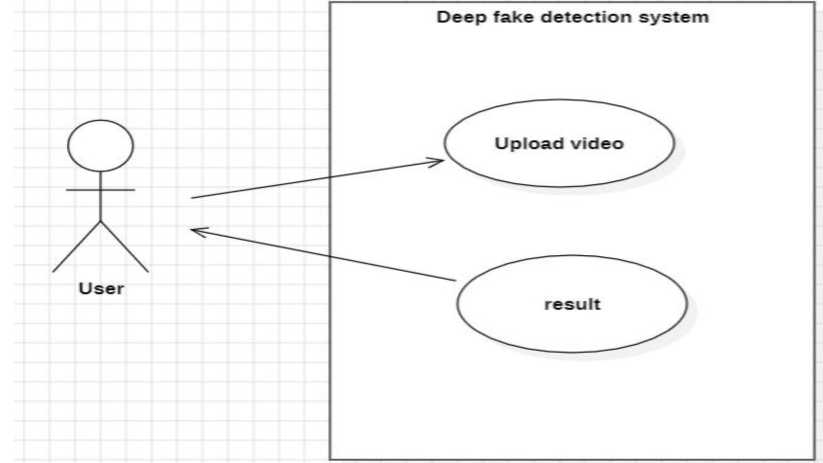 Deep fake detection system
Upload video
User
result